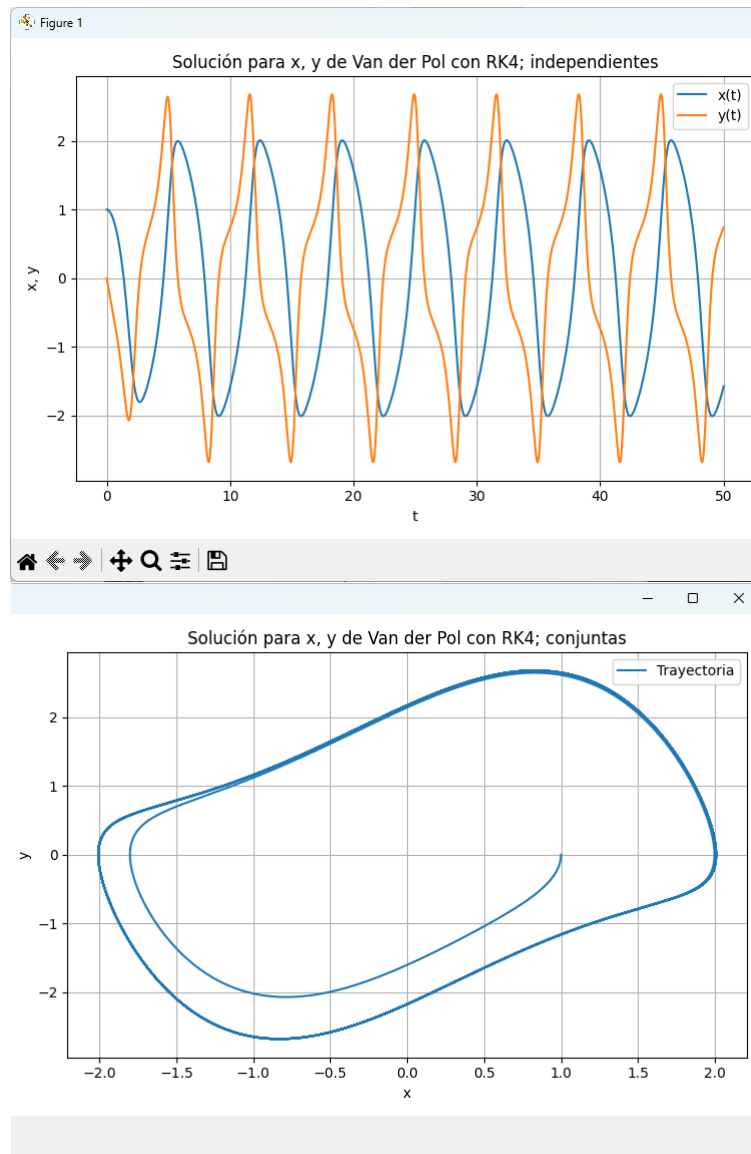 Figure 1
Solución para x, y de Van der Pol con RK4; independientes
x(t)
y(t)
2
1
0
−1
−2
x, y
0
10
20
30
40
50
t
Solución para x, y de Van der Pol con RK4; conjuntas
Trayectoria
2
1
0
−1
−2
y
−2.0
−1.5
−1.0
−0.5
0.0
0.5
1.0
1.5
2.0
x